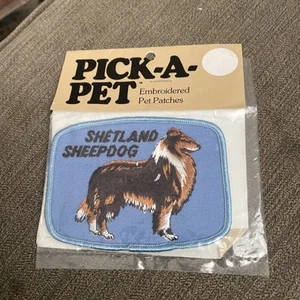 PICK-A-
PET
Embroidered
Pet Patches
SHETLAND
SHEEPDOG